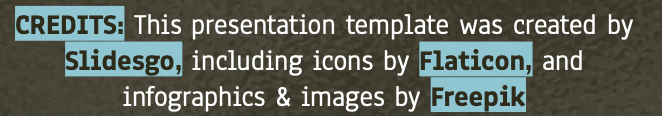 CREDITS: This presentation template was created by
Slidesgo, including icons by Flaticon, and
infographics & images by Freepik